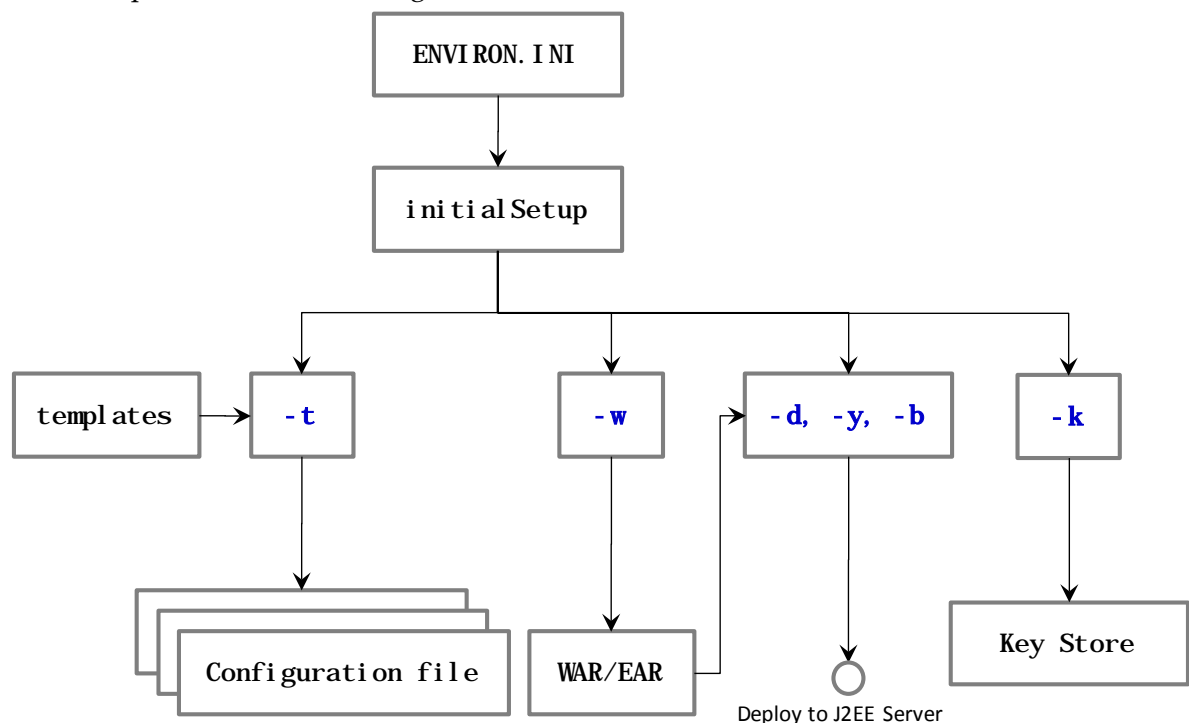 ENVIRON.INI
initialSetup
templates
-t
-w
-d, -y, -b
-k
Configuration file
WAR/EAR
Key Store
Deploy to J2EE Server